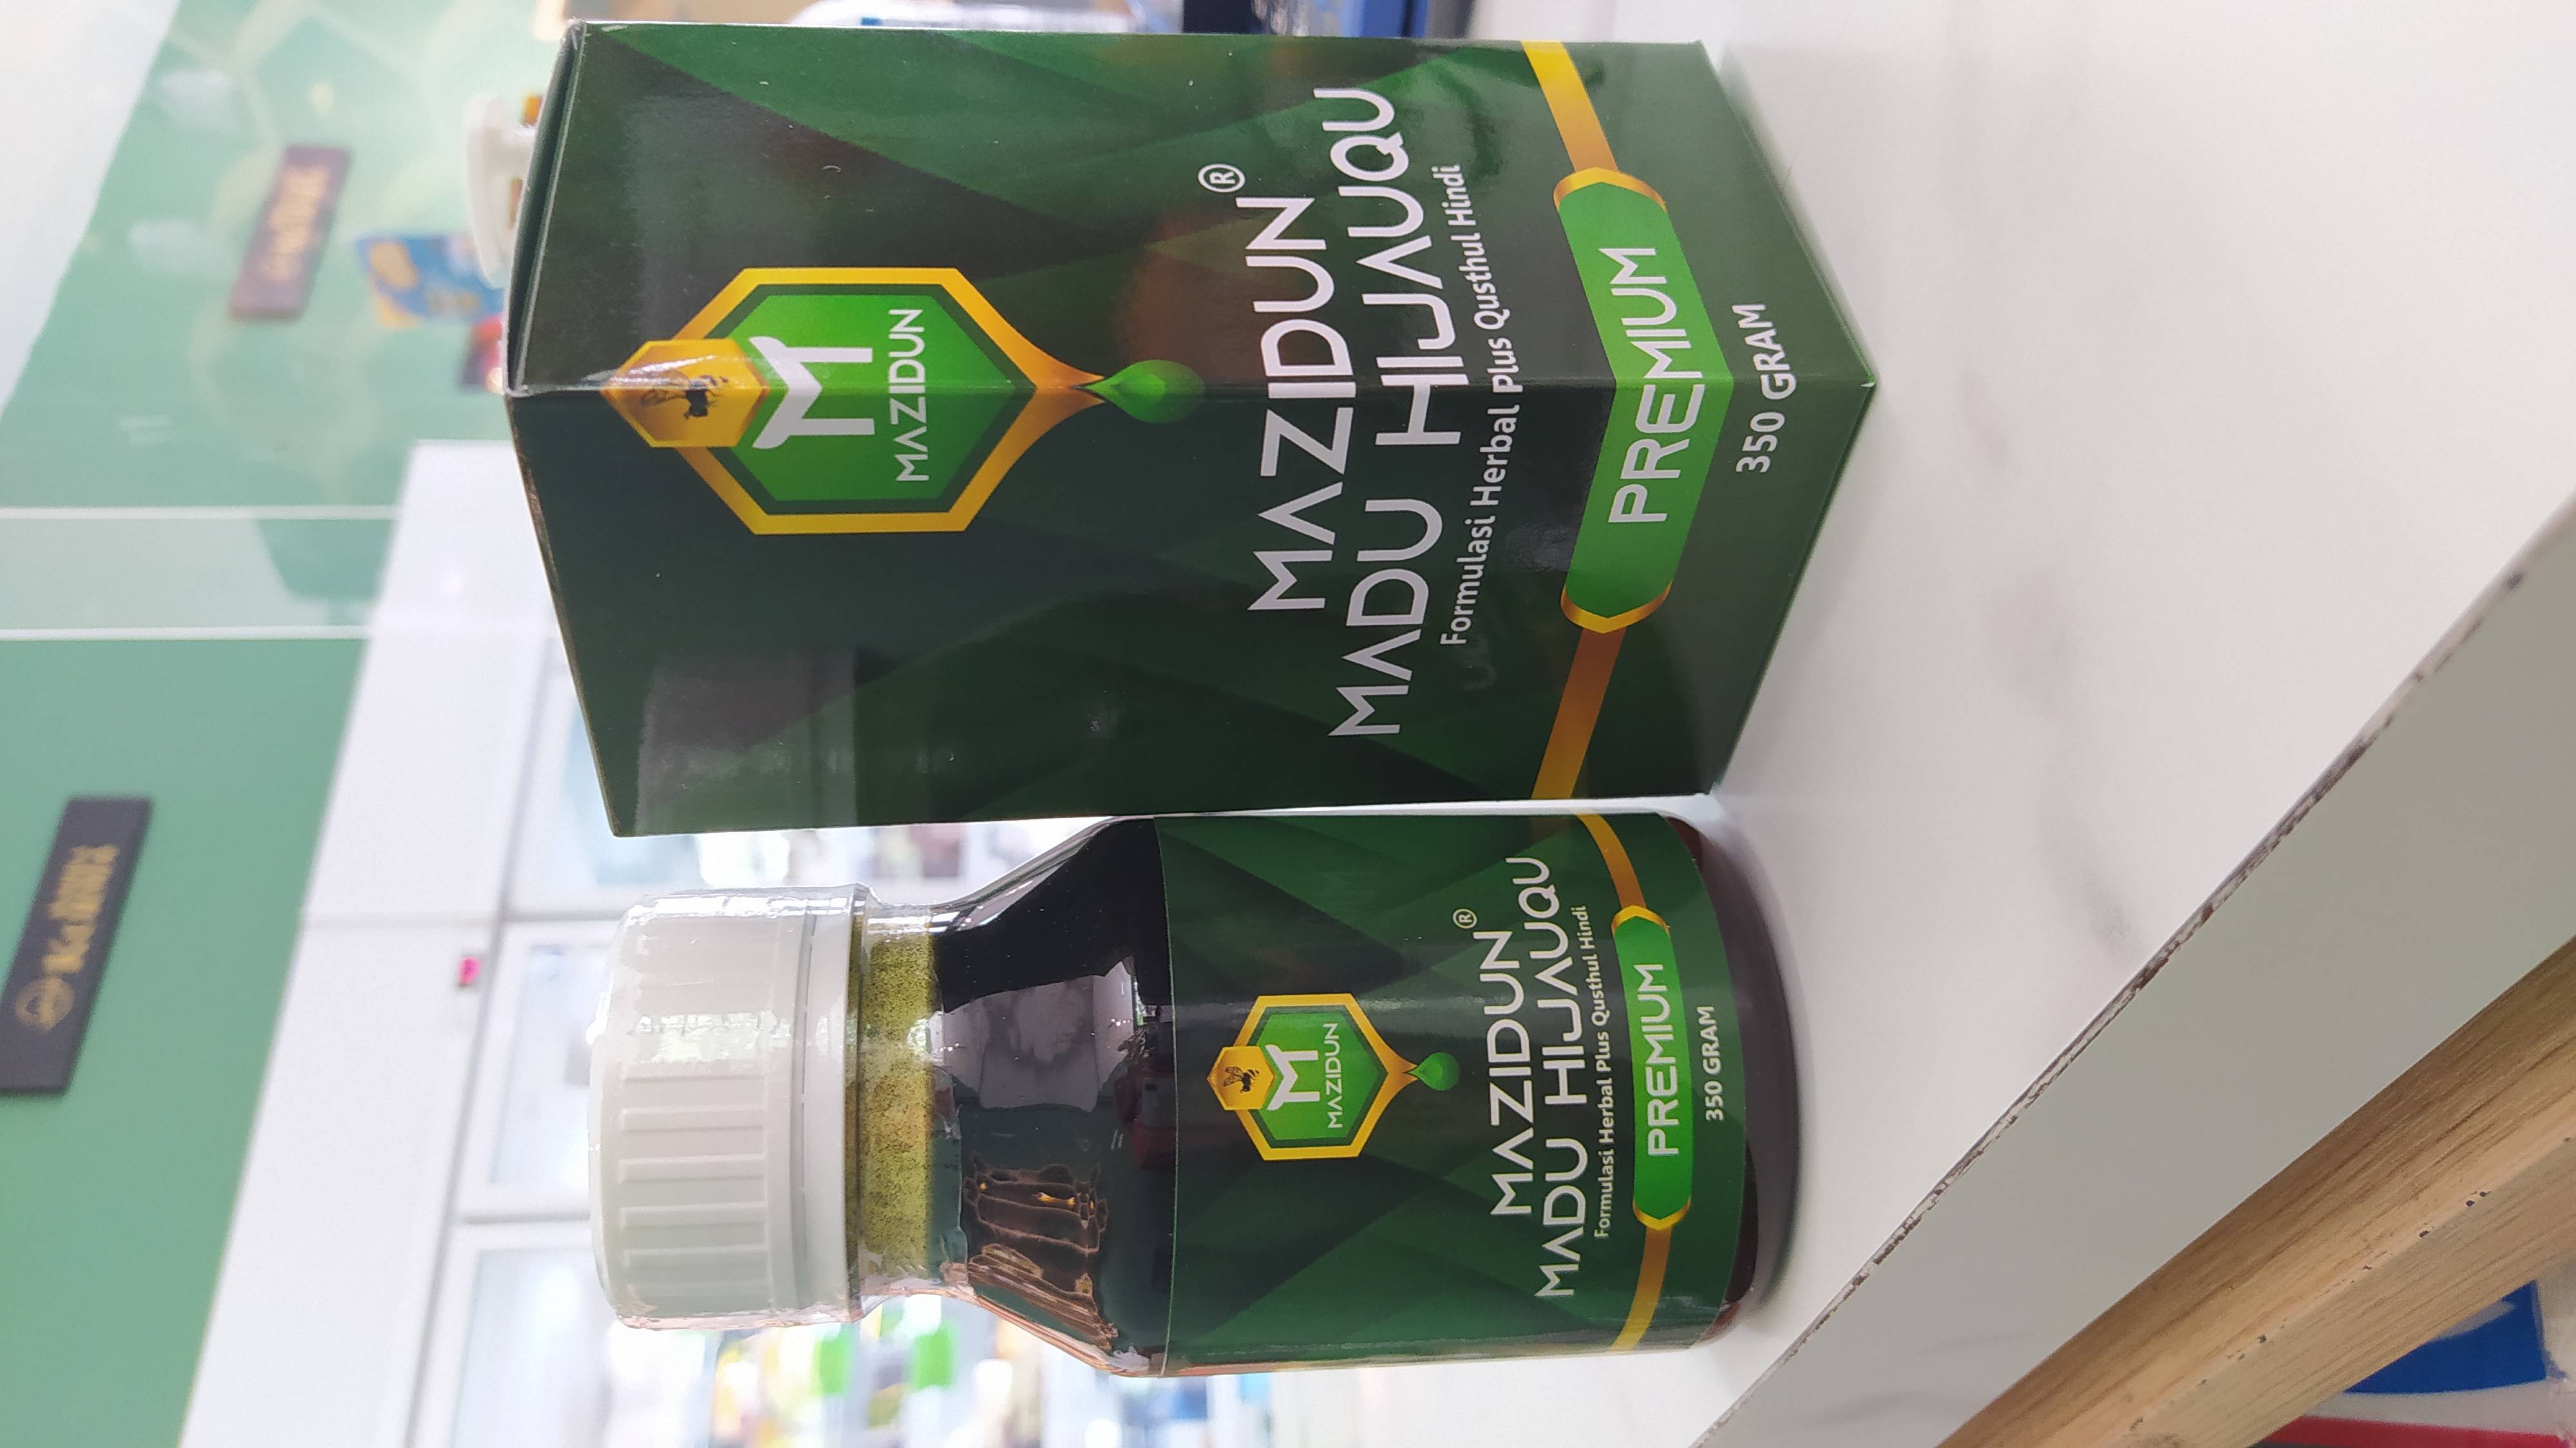 M
MAZIDUN
MAZIDUN®
MADU HIJAUQU
Formulasi Herbal Plus Qusthul Hindi
PREMIUM
350 GRAM
M
MAZIDUN
MAZIDUN®
MADU HIJAUQU
Formulasi Herbal Plus Qusthul Hindi
PREMIUM
350 GRAM